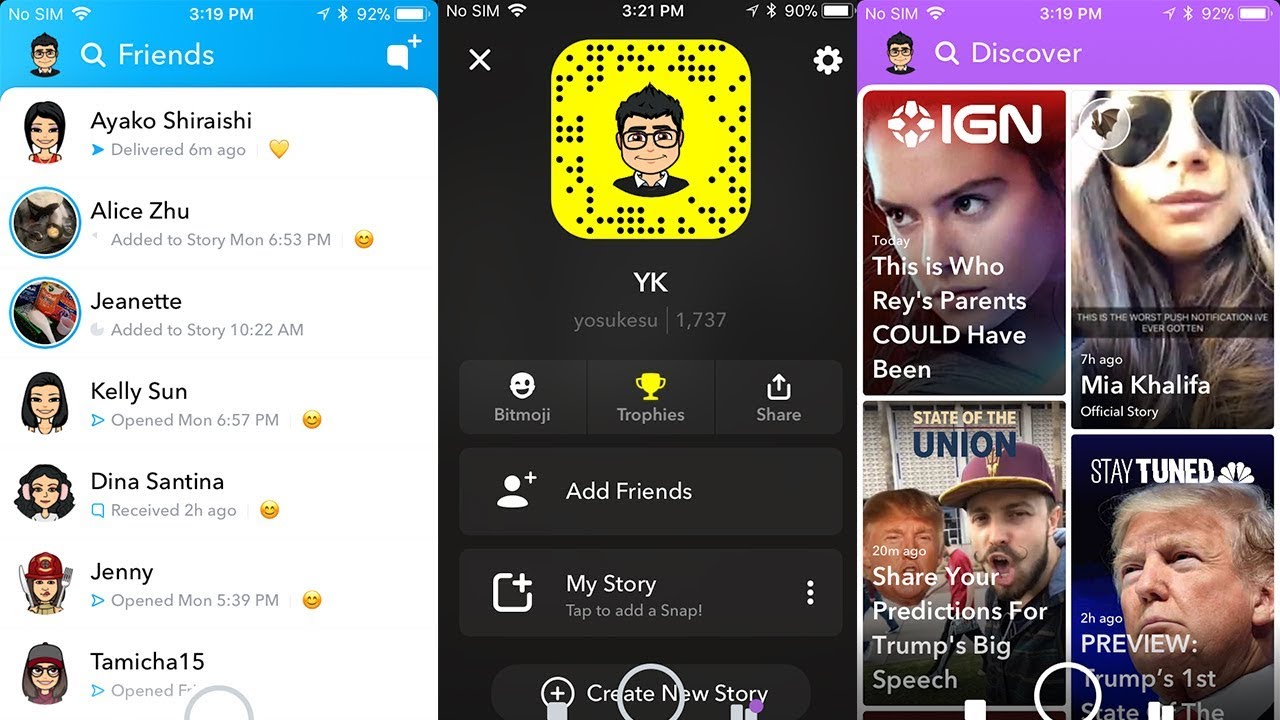 No SIM 3:19 PM 92%
Friends
Ayako Shiraishi
Delivered 6m ago
Alice Zhu
Added to Story Mon 6:53 PM
Jeanette
Added to Story 10:22 AM
Kelly Sun
Opened Mon 6:57 PM
Dina Santina
Received 2h ago
Jenny
Opened Mon 5:39 PM
Tamicha15
Opened
No SIM 3:21 PM 90%
YK
yosukesu | 1,737
Bitmoji Trophies Share
Add Friends
My Story
Tap to add a Snap!
Create New Story
No SIM 3:19 PM 92%
Discover
IGN
Today
This is Who
Rey's Parents
COULD Have
Been
THIS IS THE WORST PUSH NOTIFICATION IVE
EVER GOTTEN
7h ago
Mia Khalifa
Official Story
STATE OF THE
UNION
20m ago
Share Your
Predictions For
Trump's Big
Speech
STAY TUNED
2h ago
PREVIEW:
Trump's 1st
State Of The